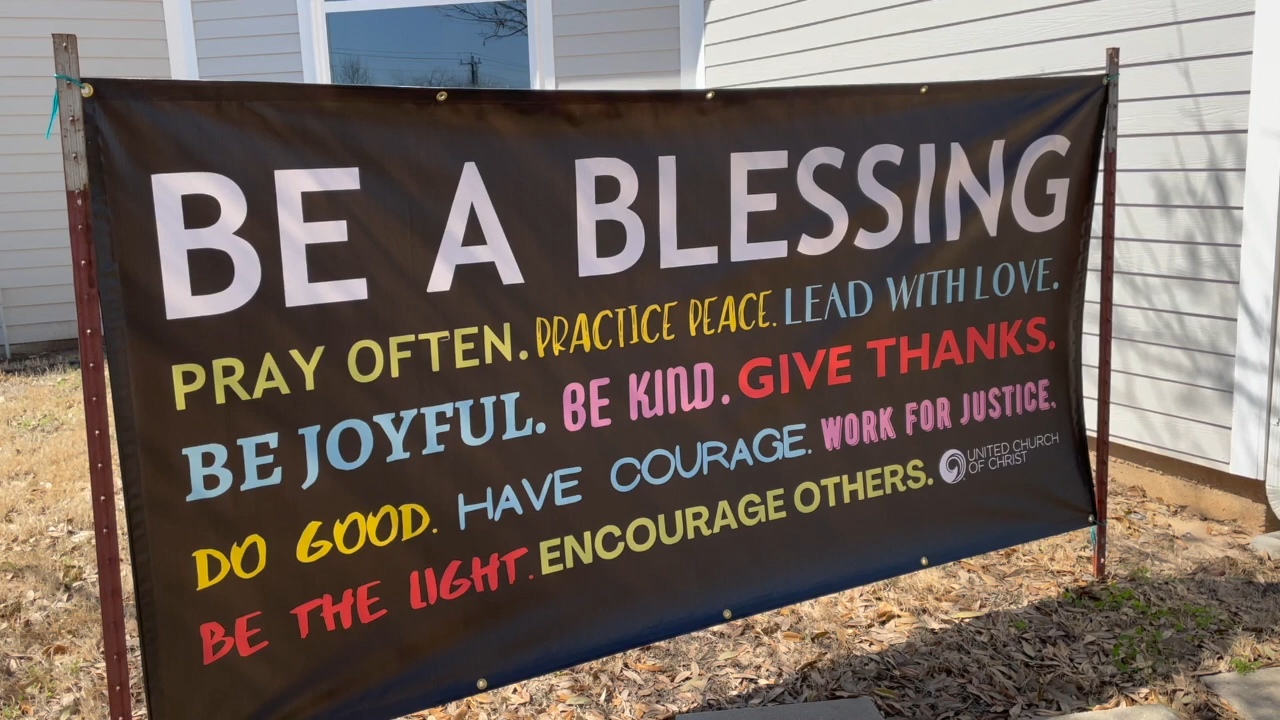 BE A BLESSING
PRAY OFTEN. PRACTICE PEACE. LEAD WITH LOVE.
BE JOYFUL. BE KIND. GIVE THANKS.
DO GOOD. HAVE COURAGE. WORK FOR JUSTICE.
BE THE LIGHT. ENCOURAGE OTHERS.
UNITED CHURCH
OF CHRIST